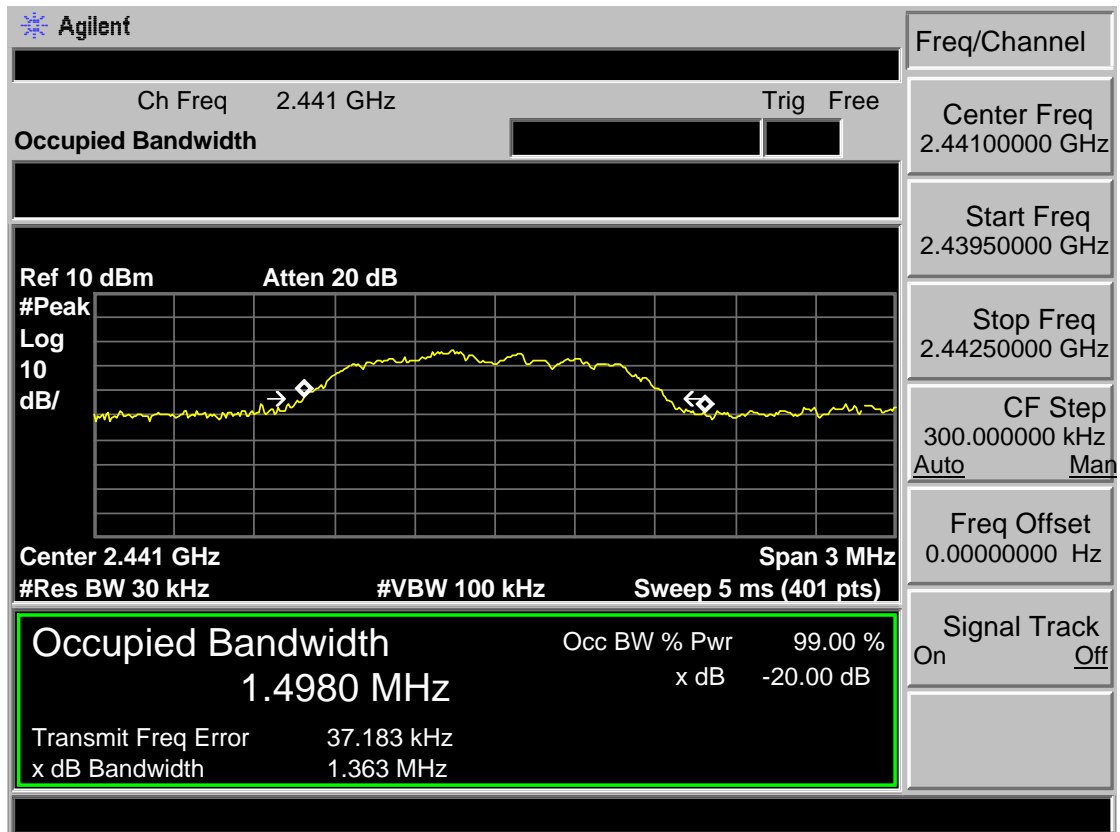 Agilent
Freq/Channel
Ch Freq 2.441 GHz Trig Free
Occupied Bandwidth
Center Freq
2.44100000 GHz
Start Freq
2.43950000 GHz
Stop Freq
2.44250000 GHz
CF Step
300.000000 kHz
Auto Man
Freq Offset
0.00000000 Hz
Signal Track
On Off
Ref 10 dBm Atten 20 dB
#Peak
Log
10
dB/
Center 2.441 GHz Span 3 MHz
#Res BW 30 kHz #VBW 100 kHz Sweep 5 ms (401 pts)
Occupied Bandwidth
1.4980 MHz
Occ BW % Pwr 99.00 %
x dB -20.00 dB
Transmit Freq Error 37.183 kHz
x dB Bandwidth 1.363 MHz